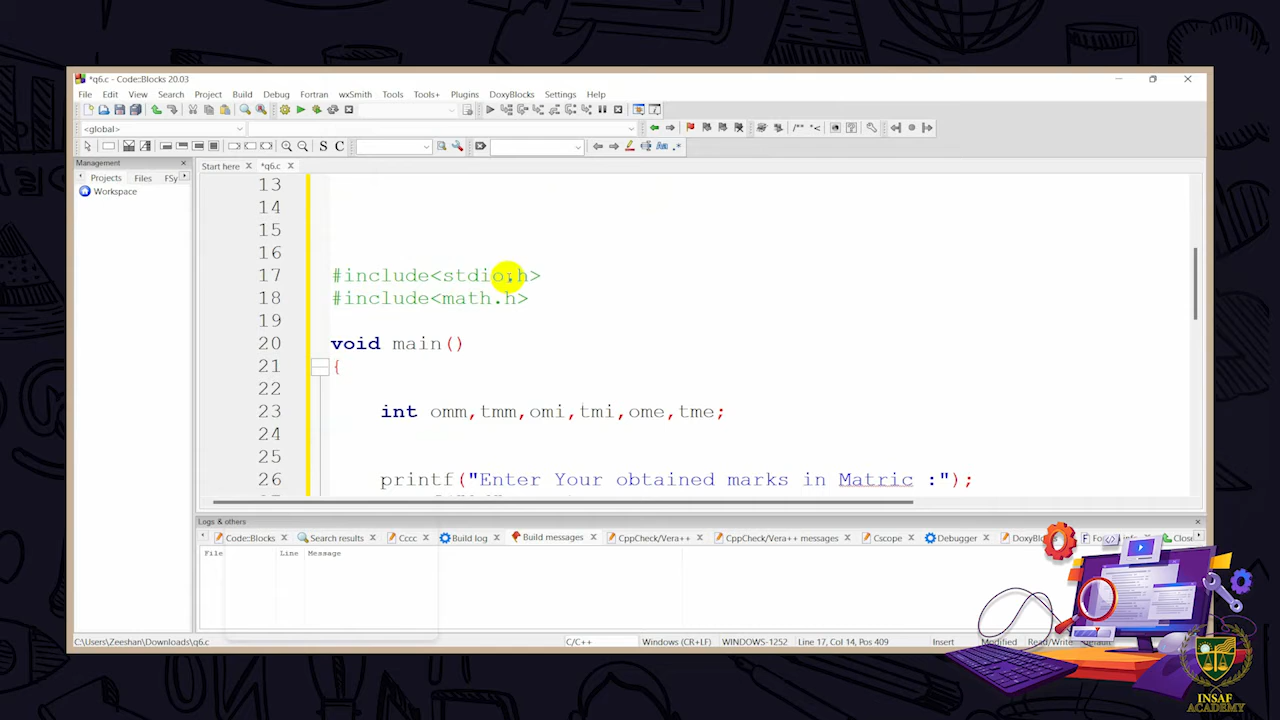 *q6.c - Code::Blocks 20.03
File Edit View Search Project Build Debug Fortran wxSmith Tools Tools+ Plugins DoxyBlocks Settings Help
<global>
S C
Management
Start here *q6.c
Projects Files FSy
Workspace
13
14
15
16
17 #include<stdio;h>
18 #include<math.h>
19
20 void main()
21 {
22
23 int omm,tmm,omi,tmi,ome,tme;
24
25
26 printf("Enter Your obtained marks in Matric :");
Logs & others
Code::Blocks Search results Cccc Build log Build messages CppCheck/Vera++ CppCheck/Vera++ messages Cscope Debugger DoxyBl
File Line Message
C:\Users\Zeeshan\Downloads\q6.c C/C++ Windows (CR+LF) WINDOWS-1252 Line 17, Col 14, Pos 409 Insert Modified Read/Write
INSAF
ACADEMY